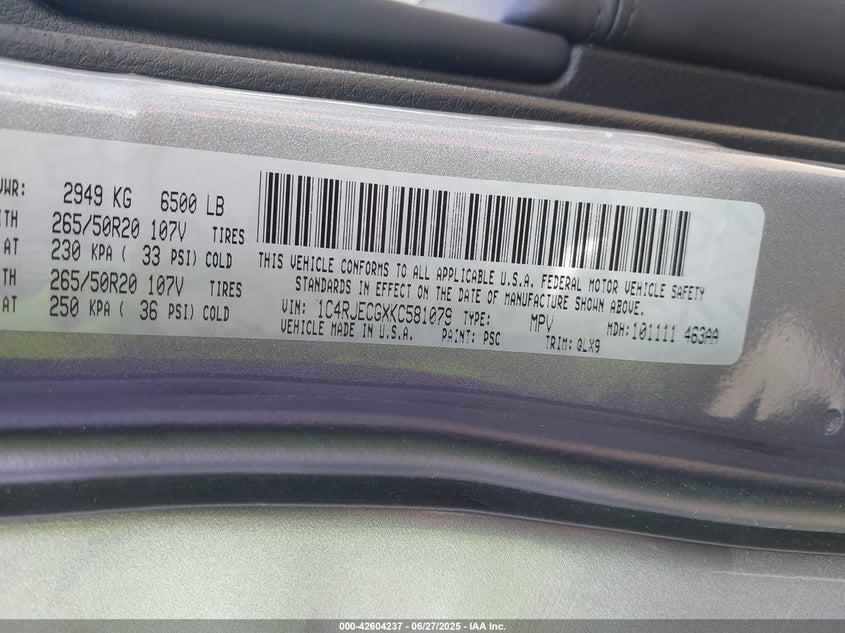 VWR: 2949 KG 6500 LB
ITH 265/50R20 107V TIRES
AT 230 KPA ( 33 PSI) COLD
TH 265/50R20 107V TIRES
AT 250 KPA ( 36 PSI) COLD
THIS VEHICLE CONFORMS TO ALL APPLICABLE U.S.A. FEDERAL MOTOR VEHICLE SAFETY
STANDARDS IN EFFECT ON THE DATE OF MANUFACTURE SHOWN ABOVE.
VIN: 1C4RJECGXKC581079 TYPE: MPV MDH: 101111 463AA
VEHICLE MADE IN U.S.A. PAINT: PSC TRIM: QLX9
000-42604237 - 06/27/2025 - IAA Inc.